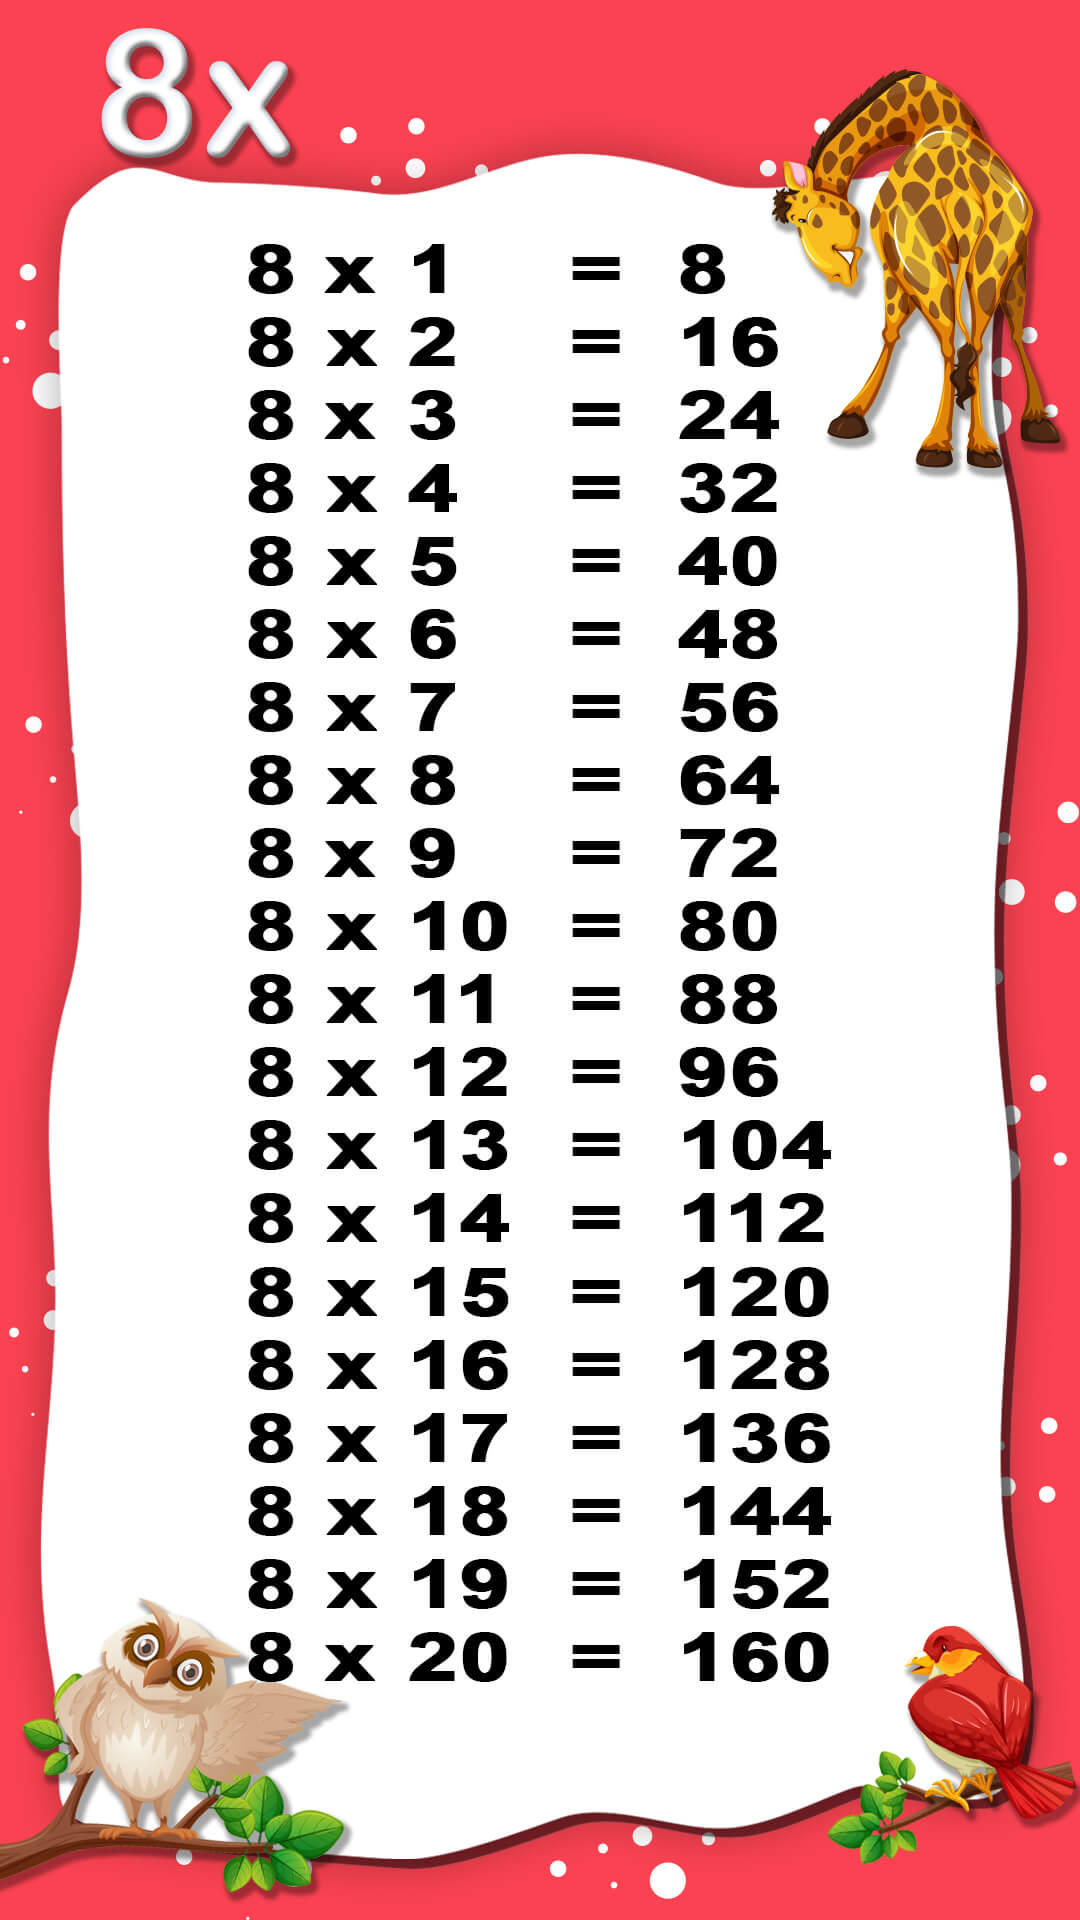 8x
8 x 1 = 8
8 x 2 = 16
8 x 3 = 24
8 x 4 = 32
8 x 5 = 40
8 x 6 = 48
8 x 7 = 56
8 x 8 = 64
8 x 9 = 72
8 x 10 = 80
8 x 11 = 88
8 x 12 = 96
8 x 13 = 104
8 x 14 = 112
8 x 15 = 120
8 x 16 = 128
8 x 17 = 136
8 x 18 = 144
8 x 19 = 152
8 x 20 = 160